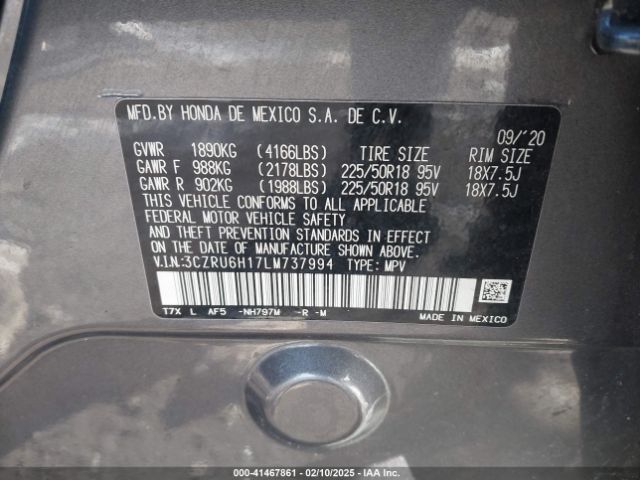 MFD.BY HONDA DE MEXICO S.A. DE C.V.
09/'20
GVWR 1890KG (4166LBS) TIRE SIZE RIM SIZE
GAWR F 988KG (2178LBS) 225/50R18 95V 18X7.5J
GAWR R 902KG (1988LBS) 225/50R18 95V 18X7.5J
THIS VEHICLE CONFORMS TO ALL APPLICABLE
FEDERAL MOTOR VEHICLE SAFETY
AND THEFT PREVENTION STANDARDS
IN EFFECT ON THE DATE
OF MANUFACTURE SHOWN ABOVE.
V.I.N:3CZRU6H17LM737994 TYPE: MPV
T7X L AF5 -NH797M -R -M
MADE IN MEXICO
000-41467861 / 02/10/2025 - IAA Inc.